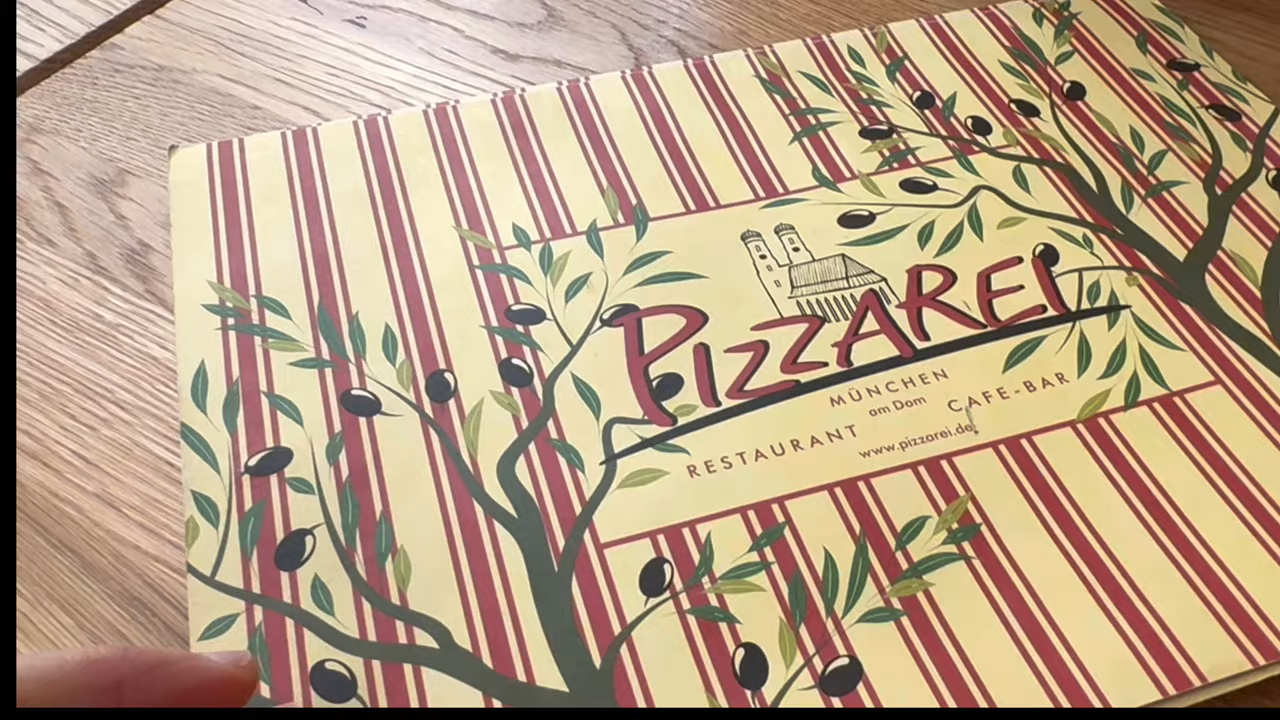 PIZZAREI
MÜNCHEN
am Dom
RESTAURANT CAFE-BAR
www.pizzarei.de